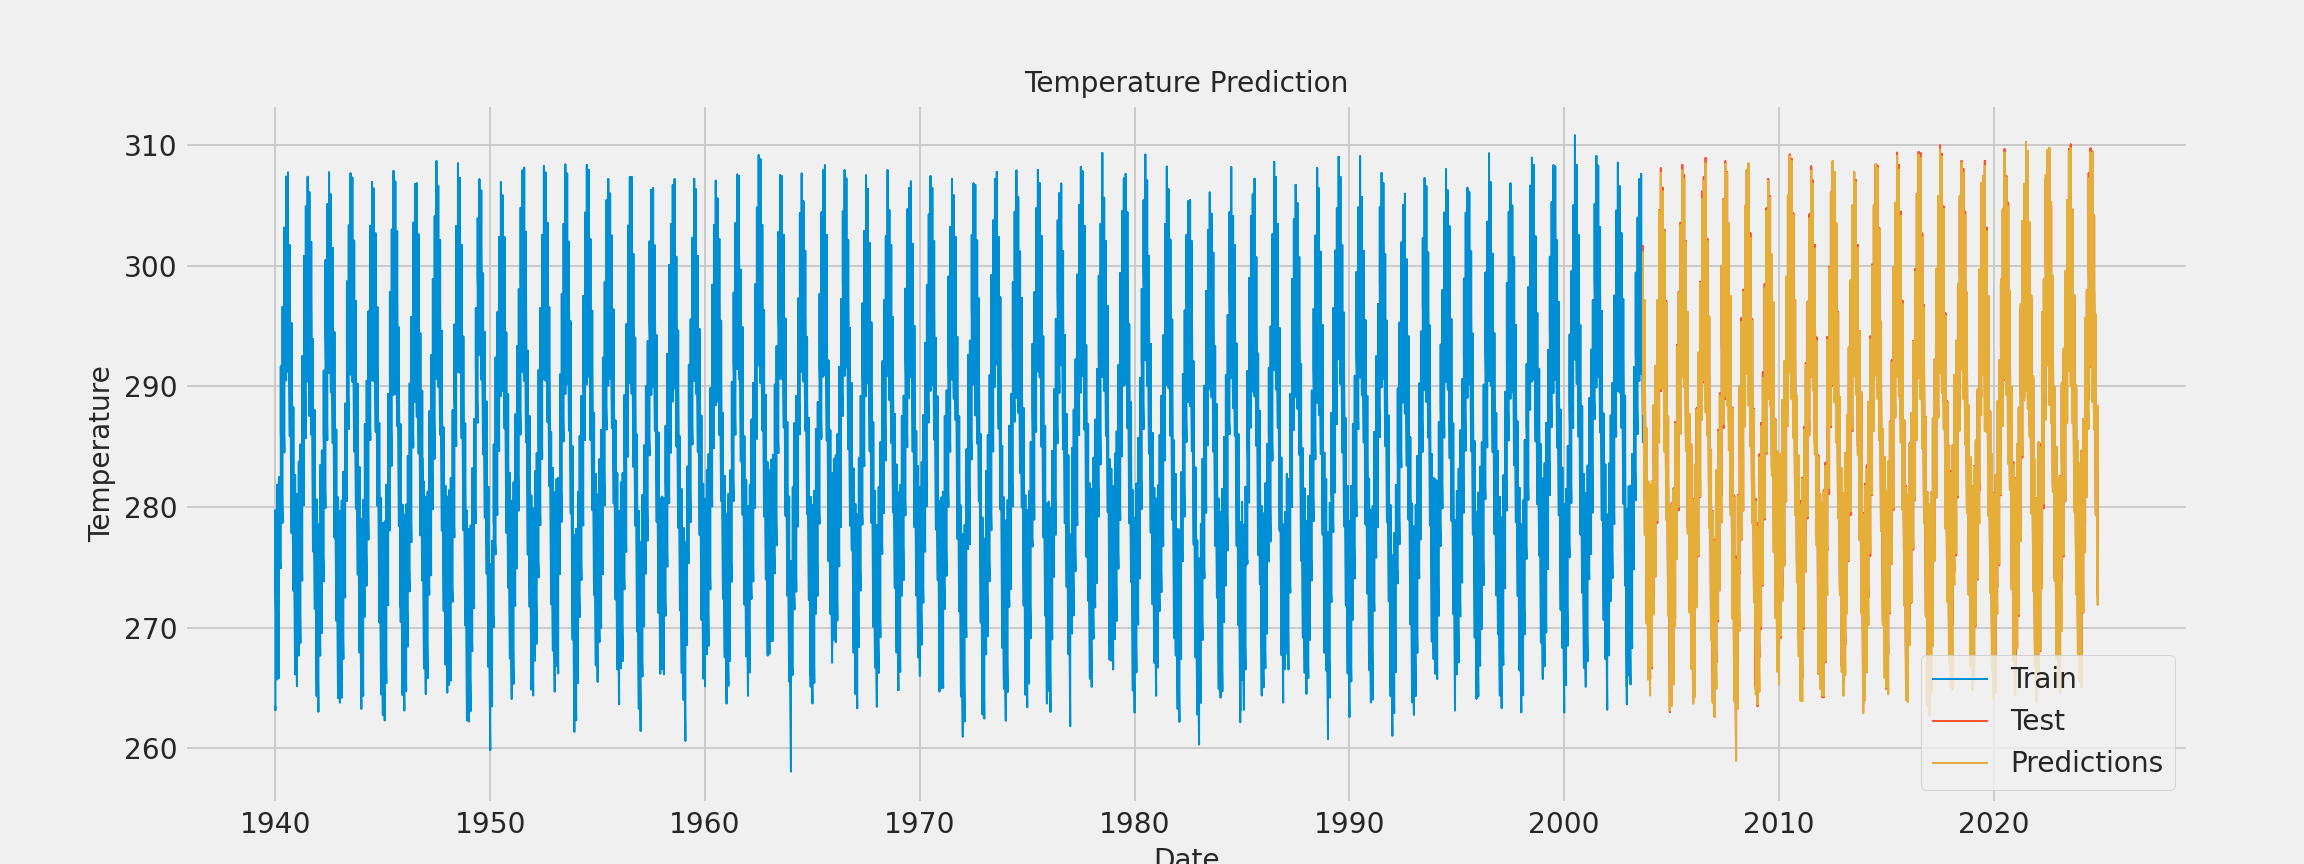 Temperature Prediction
310
300
290
280
270
260
Temperature
Train
Test
Predictions
1940 1950 1960 1970 1980 1990 2000 2010 2020
Date